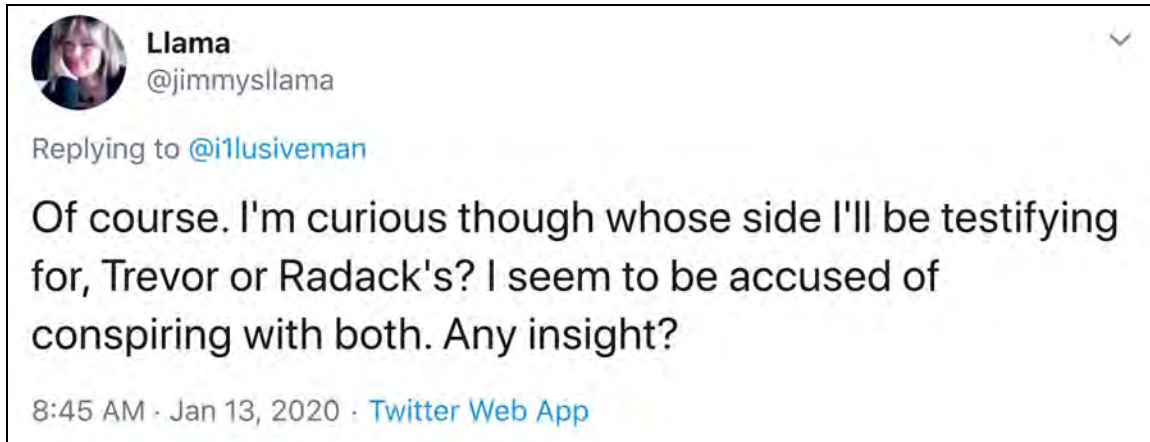 Llama
@jimmysllama
Replying to @i1lusiveman
Of course. I'm curious though whose side I'll be testifying
for, Trevor or Radack's? I seem to be accused of
conspiring with both. Any insight?
8:45 AM · Jan 13, 2020 · Twitter Web App